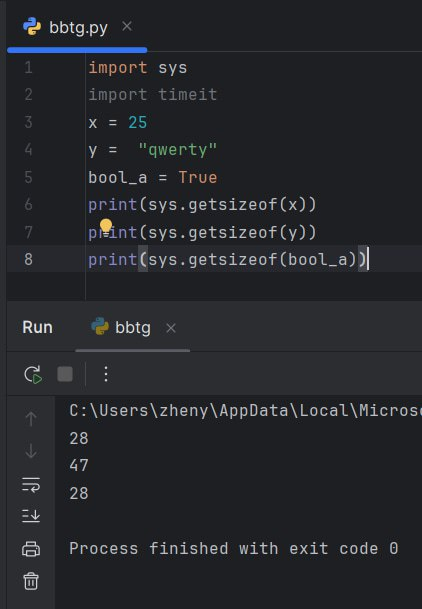 bbtg.py
1 import sys
2 import timeit
3 x = 25
4 y =  "qwerty"
5 bool_a = True
6 print(sys.getsizeof(x))
7 print(sys.getsizeof(y))
8 print(sys.getsizeof(bool_a))
Run bbtg
C:\Users\zheny\AppData\Local\Microso
28
47
28
Process finished with exit code 0